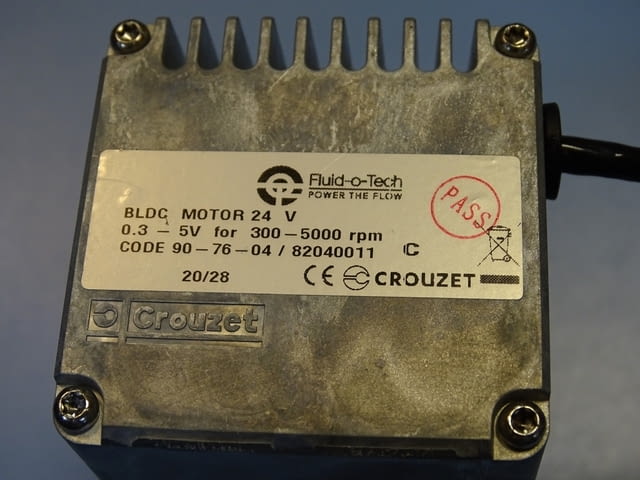 Fluid-o-Tech
POWER THE FLOW
PASS
BLDC MOTOR 24 V
0.3 – 5V for 300–5000 rpm
CODE 90–76–04 / 82040011 C
20/28 CE CROUZET
Crouzet